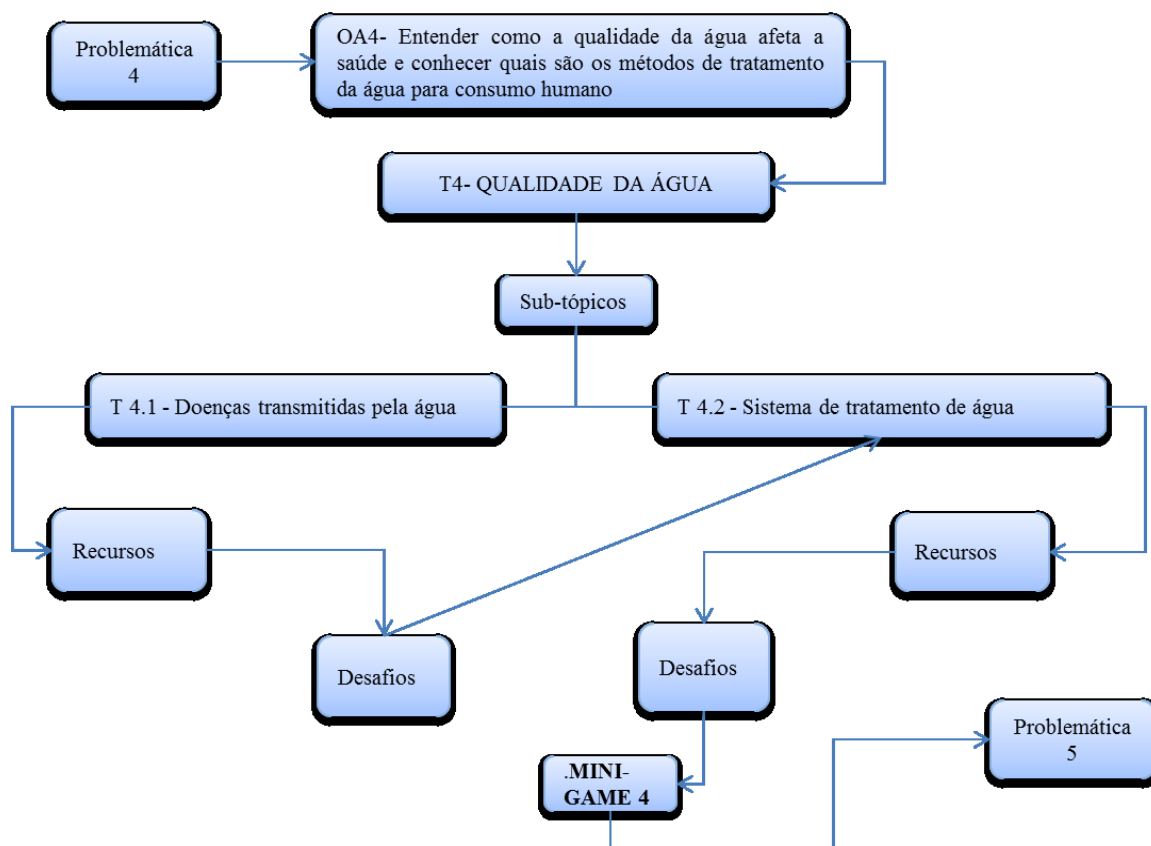 Problemática
4
OA4- Entender como a qualidade da água afeta a
saúde e conhecer quais são os métodos de tratamento
da água para consumo humano
T4- QUALIDADE DA ÁGUA
Sub-tópicos
T 4.1 - Doenças transmitidas pela água
T 4.2 - Sistema de tratamento de água
Recursos
Recursos
Desafios
Desafios
Problemática
5
.MINI-
GAME 4